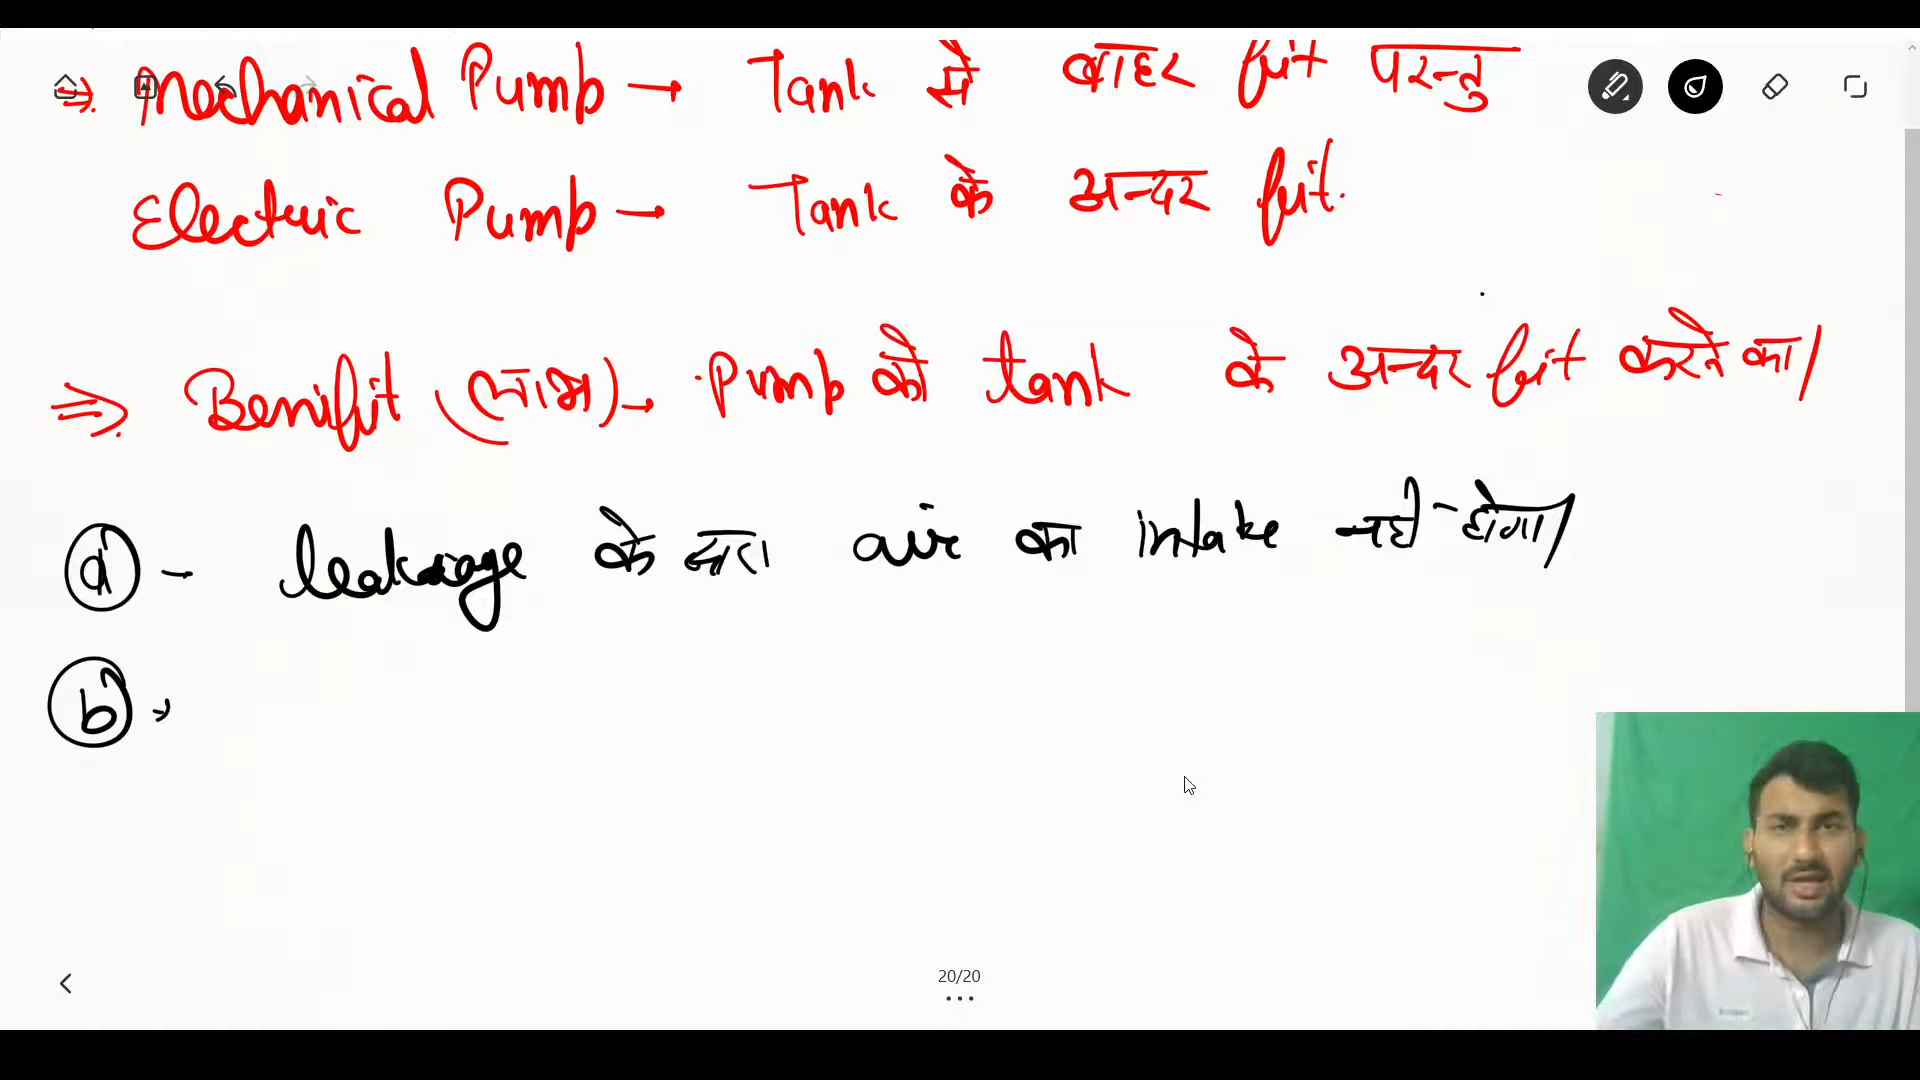 ⇒ Mechanical Pump → Tank से बाहर fit परन्तु
Electric Pump → Tank के अन्दर fit.
⇒ Benifit (लाभ) → Pump को tank के अन्दर fit करने का/
(a) - leakage के द्वारा air का intake नही होगा/
(b) →
20/20